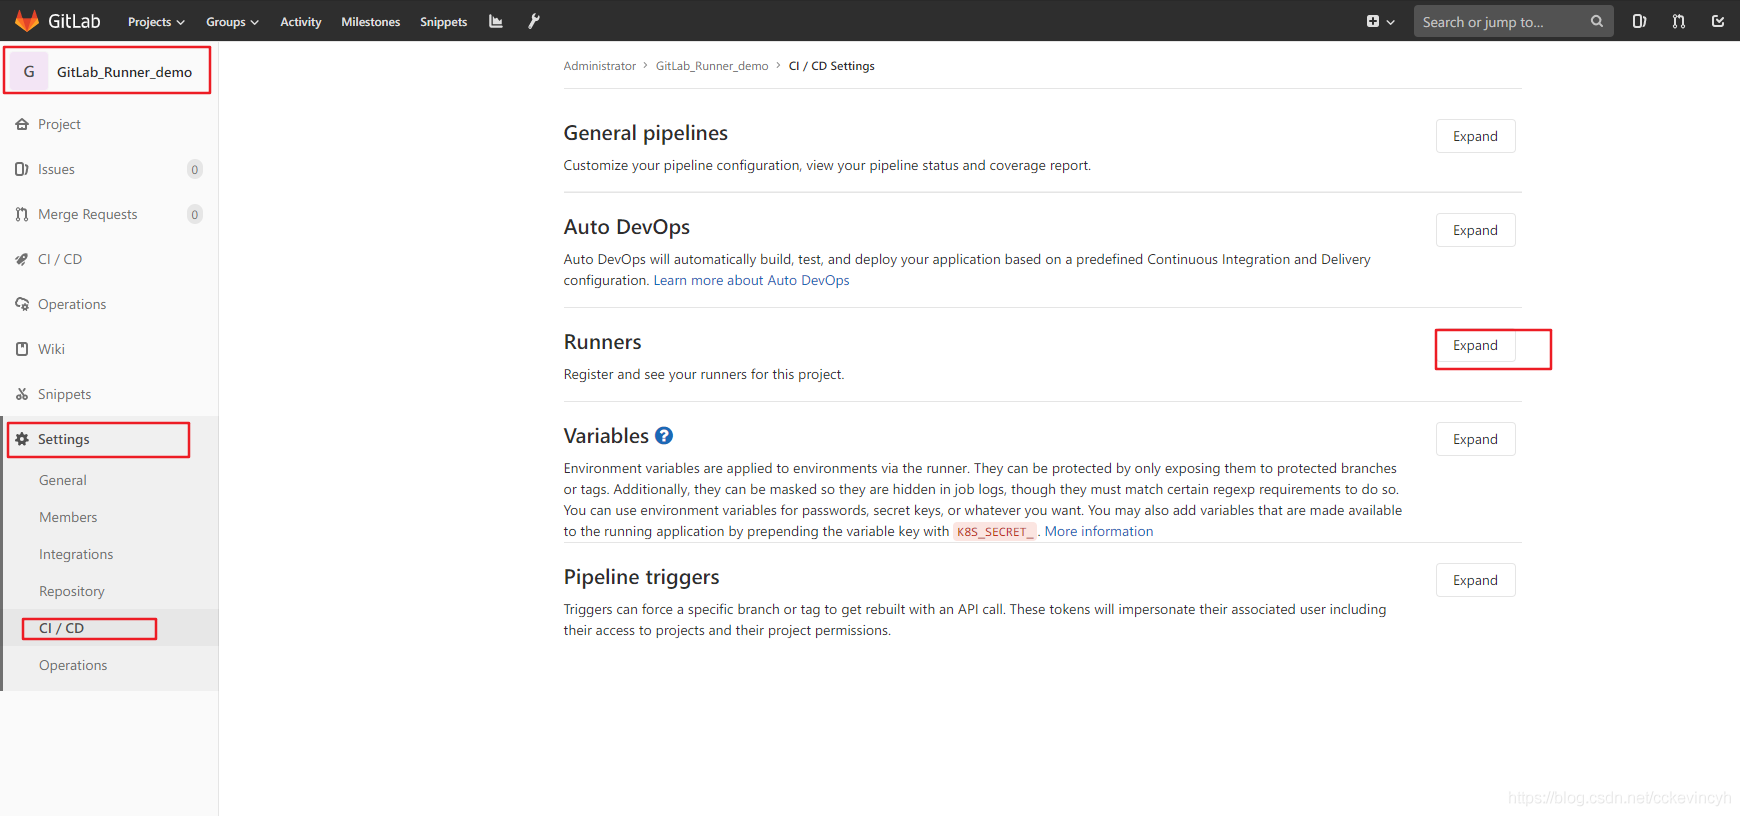 GitLab Projects Groups Activity Milestones Snippets Search or jump to...
G GitLab_Runner_demo
Project
Issues 0
Merge Requests 0
CI / CD
Operations
Wiki
Snippets
Settings
General
Members
Integrations
Repository
CI / CD
Operations
Administrator > GitLab_Runner_demo > CI / CD Settings
General pipelines Expand
Customize your pipeline configuration, view your pipeline status and coverage report.
Auto DevOps Expand
Auto DevOps will automatically build, test, and deploy your application based on a predefined Continuous Integration and Delivery
configuration. Learn more about Auto DevOps
Runners Expand
Register and see your runners for this project.
Variables ? Expand
Environment variables are applied to environments via the runner. They can be protected by only exposing them to protected branches
or tags. Additionally, they can be masked so they are hidden in job logs, though they must match certain regexp requirements to do so.
You can use environment variables for passwords, secret keys, or whatever you want. You may also add variables that are made available
to the running application by prepending the variable key with K8S_SECRET_. More information
Pipeline triggers Expand
Triggers can force a specific branch or tag to get rebuilt with an API call. These tokens will impersonate their associated user including
their access to projects and their project permissions.
https://blog.csdn.net/cckevincyh